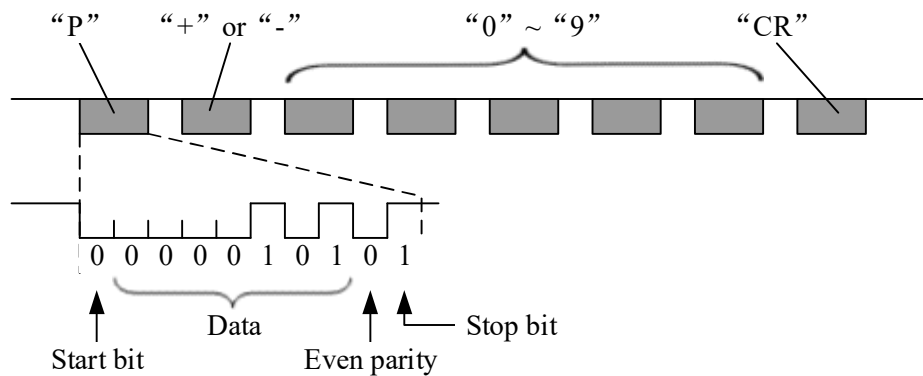 “P” “+” or “-” “0” ~ “9” “CR”
0 0 0 0 0 1 0 1 0 1
Data Stop bit
Start bit Even parity